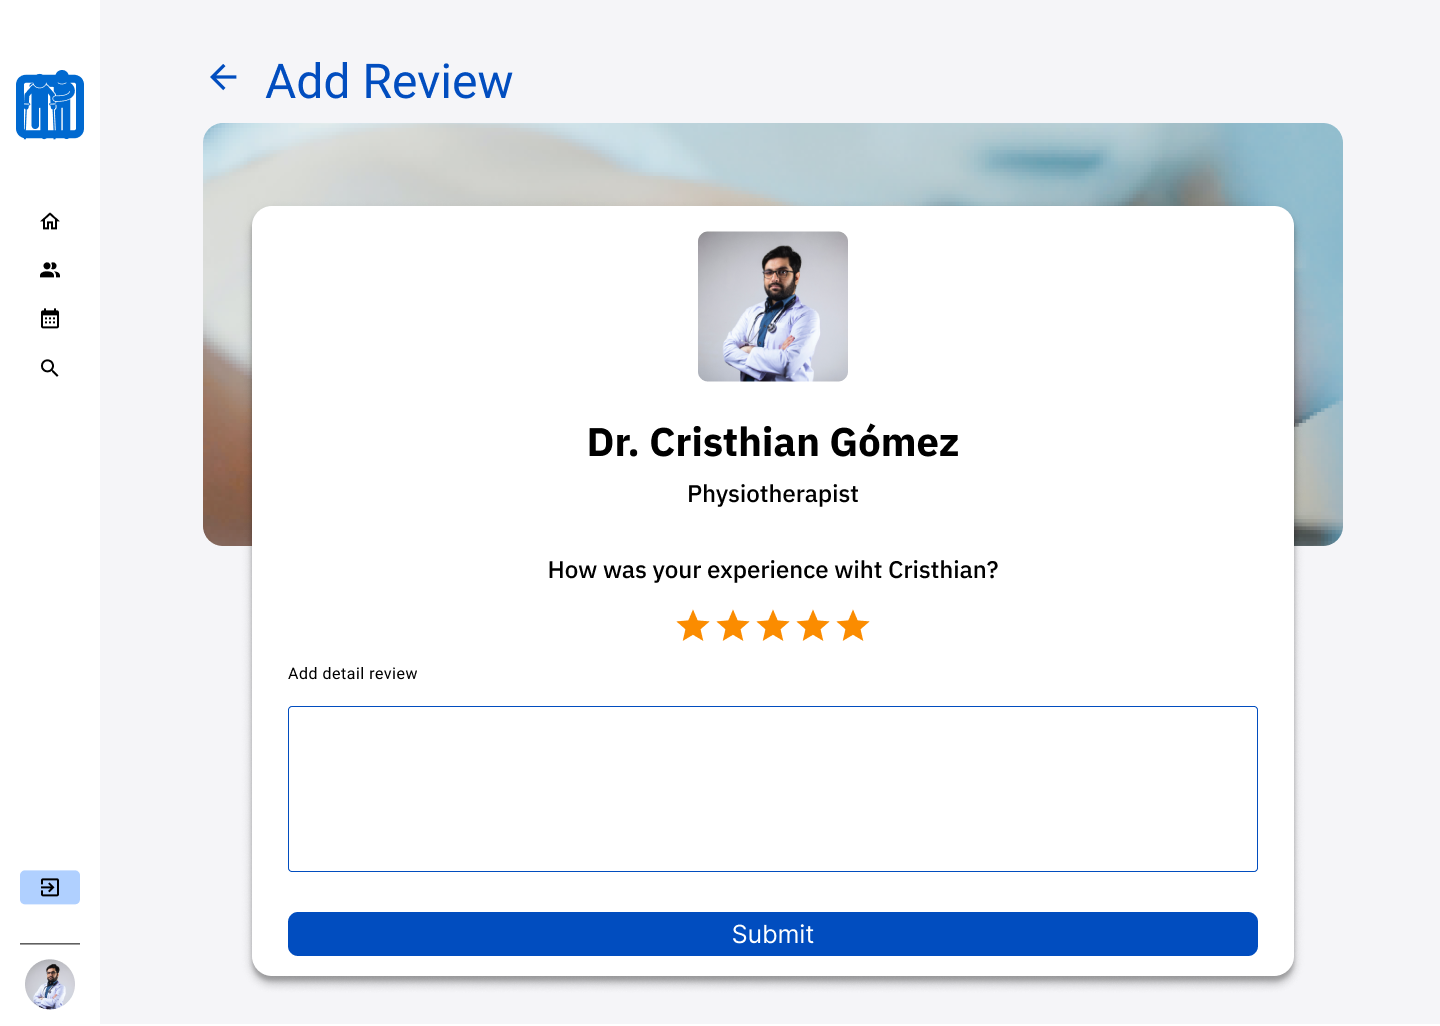 Add Review
Dr. Cristhian Gómez
Physiotherapist
How was your experience wiht Cristhian?
Add detail review
Submit